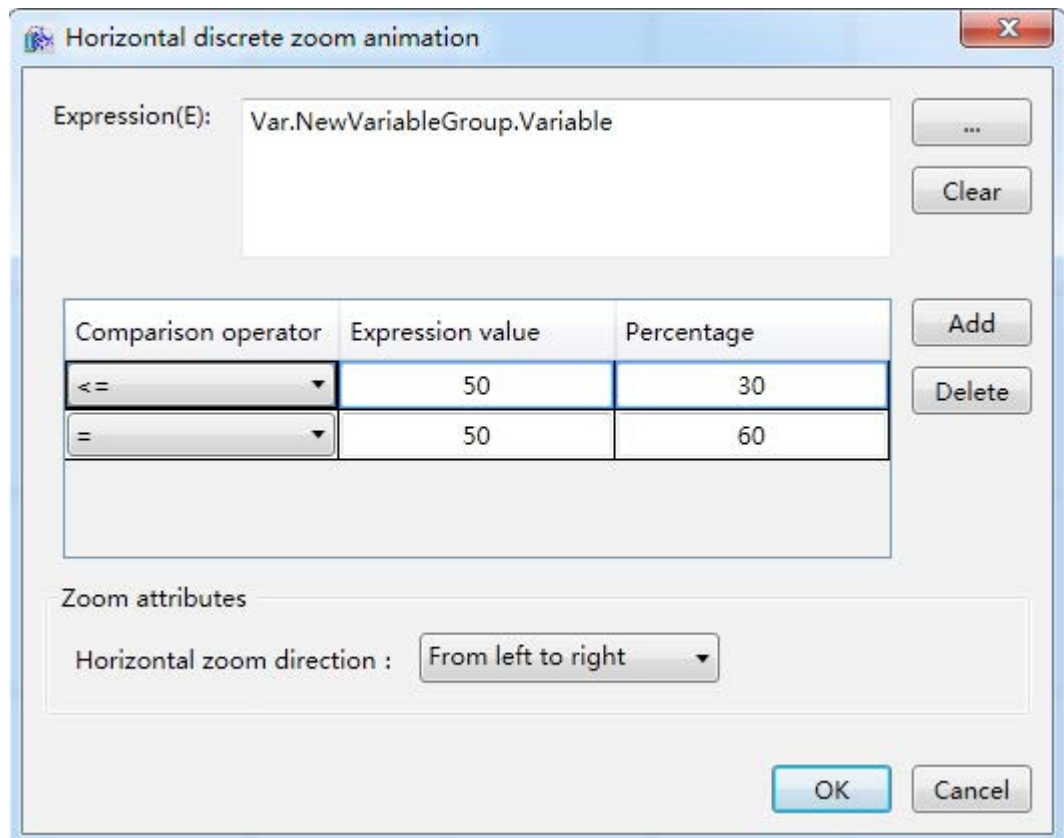 Horizontal discrete zoom animation
X
Expression(E):
Var.NewVariableGroup.Variable
...
Clear
Comparison operator Expression value Percentage
Add
<= 50 30
Delete
= 50 60
Zoom attributes
Horizontal zoom direction : From left to right
OK Cancel